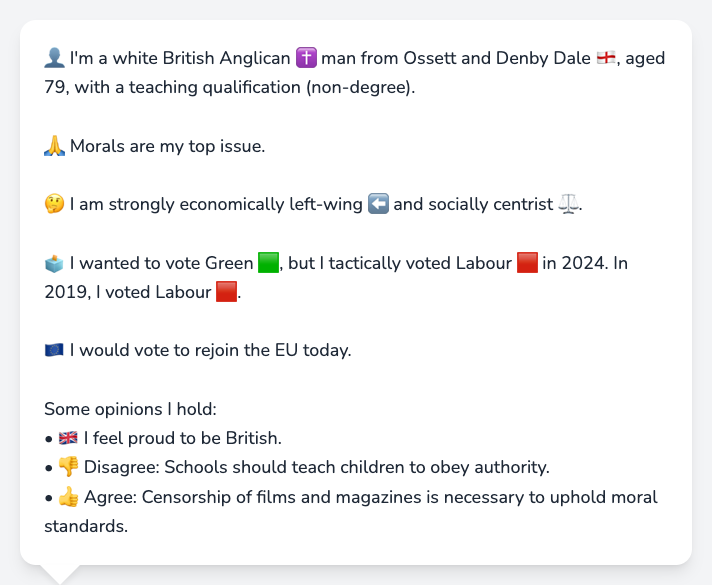 👤 I'm a white British Anglican ✝️ man from Ossett and Denby Dale 🏴󠁧󠁢󠁥󠁮󠁧󠁿, aged
79, with a teaching qualification (non-degree).
🙏 Morals are my top issue.
🤔 I am strongly economically left-wing ⬅️ and socially centrist ⚖️.
🗳️ I wanted to vote Green 🟩, but I tactically voted Labour 🟥 in 2024. In
2019, I voted Labour 🟥.
🇪🇺 I would vote to rejoin the EU today.
Some opinions I hold:
• 🇬🇧 I feel proud to be British.
• 👎 Disagree: Schools should teach children to obey authority.
• 👍 Agree: Censorship of films and magazines is necessary to uphold moral
standards.